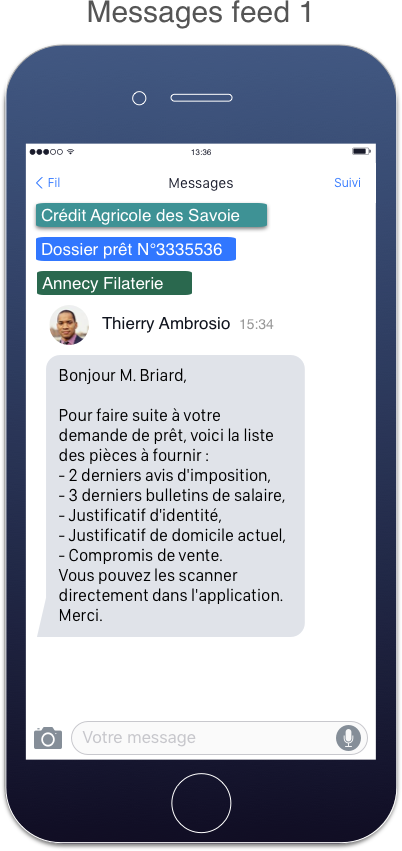 Messages feed 1
13:36
Fil
Messages
Suivi
Crédit Agricole des Savoie
Dossier prêt N°3335536
Annecy Filaterie
Thierry Ambrosio 15:34
Bonjour M. Briard,
Pour faire suite à votre
demande de prêt, voici la liste
des pièces à fournir :
- 2 derniers avis d'imposition,
- 3 derniers bulletins de salaire,
- Justificatif d'identité,
- Justificatif de domicile actuel,
- Compromis de vente.
Vous pouvez les scanner
directement dans l'application.
Merci.
Votre message